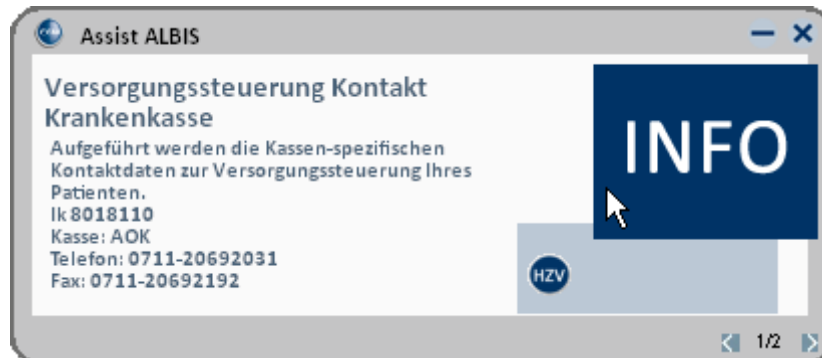 Assist ALBIS
Versorgungssteuerung Kontakt
Krankenkasse
Aufgeführt werden die Kassen-spezifischen
Kontaktdaten zur Versorgungssteuerung Ihres
Patienten.
Ik 8018110
Kasse: AOK
Telefon: 0711-20692031
Fax: 0711-20692192
INFO
HZV
1/2